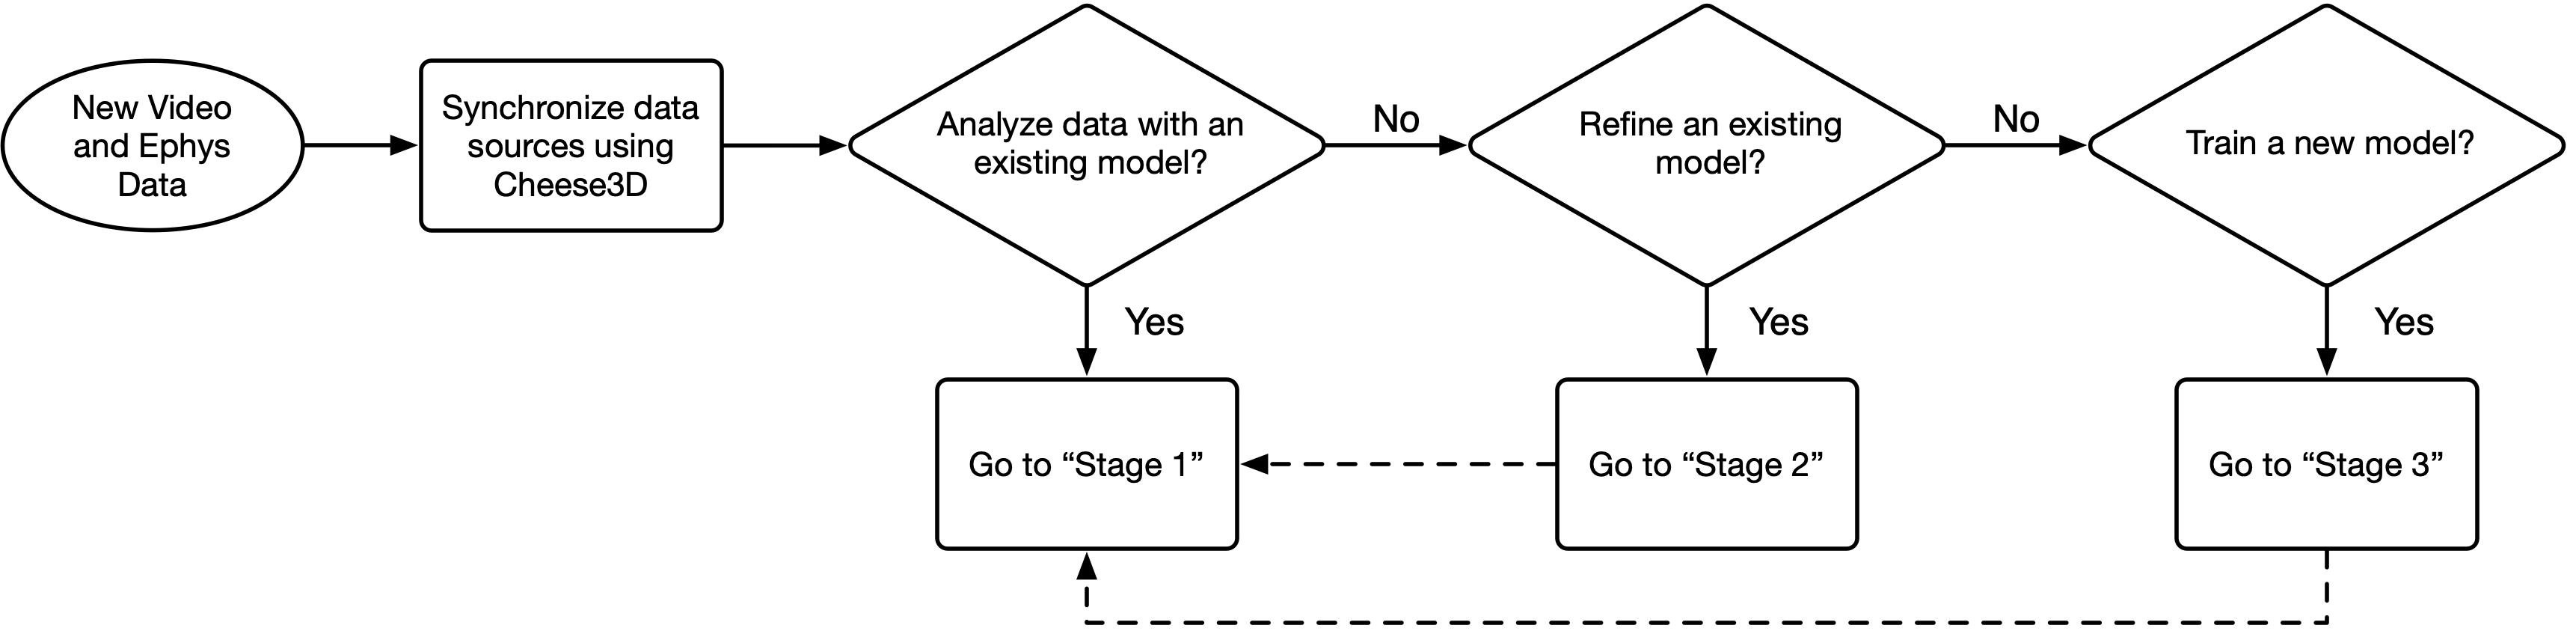 New Video
and Ephys
Data
Synchronize data
sources using
Cheese3D
Analyze data with an
existing model?
No
Refine an existing
model?
No
Train a new model?
Yes
Yes
Yes
Go to “Stage 1”
Go to “Stage 2”
Go to “Stage 3”